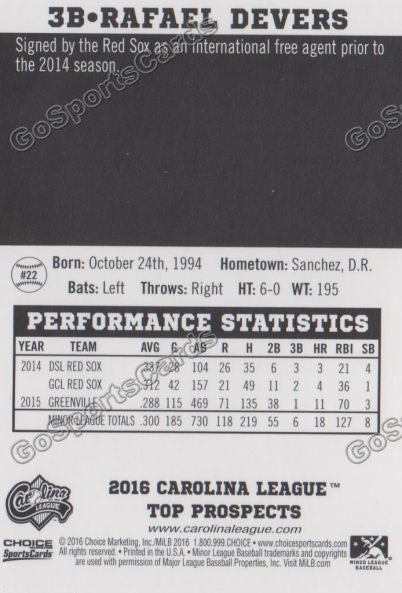 3B•RAFAEL DEVERS
Signed by the Red Sox as an international free agent prior to
the 2014 season.
GoSportsCards
GoSportsCards
#22
Born: October 24th, 1994 Hometown: Sanchez, D.R.
Bats: Left Throws: Right HT: 6-0 WT: 195
PERFORMANCE STATISTICS
YEAR TEAM AVG G AB R H 2B 3B HR RBI SB
2014 DSL RED SOX .337 28 104 26 35 6 3 3 21 4
GCL RED SOX .312 42 157 21 49 11 2 4 36 1
2015 GREENVILLE .288 115 469 71 135 38 1 11 70 3
MINOR LEAGUE TOTALS .300 185 730 118 219 55 6 18 127 8
GoSportsCards
GoSportsCards
Carolina
LEAGUE
2016 CAROLINA LEAGUE™
TOP PROSPECTS
www.carolinaleague.com
CHOICE
SportsCards
© 2016 Choice Marketing, Inc./MiLB 2016 1.800.999.CHOICE • www.choicesportscards.com
All rights reserved. • Printed in the U.S.A. • Minor League Baseball trademarks and copyrights
are used with permission of Major League Baseball Properties, Inc. Visit MiLB.com
MINOR LEAGUE
BASEBALL
GoSportsCards
GoSportsCards